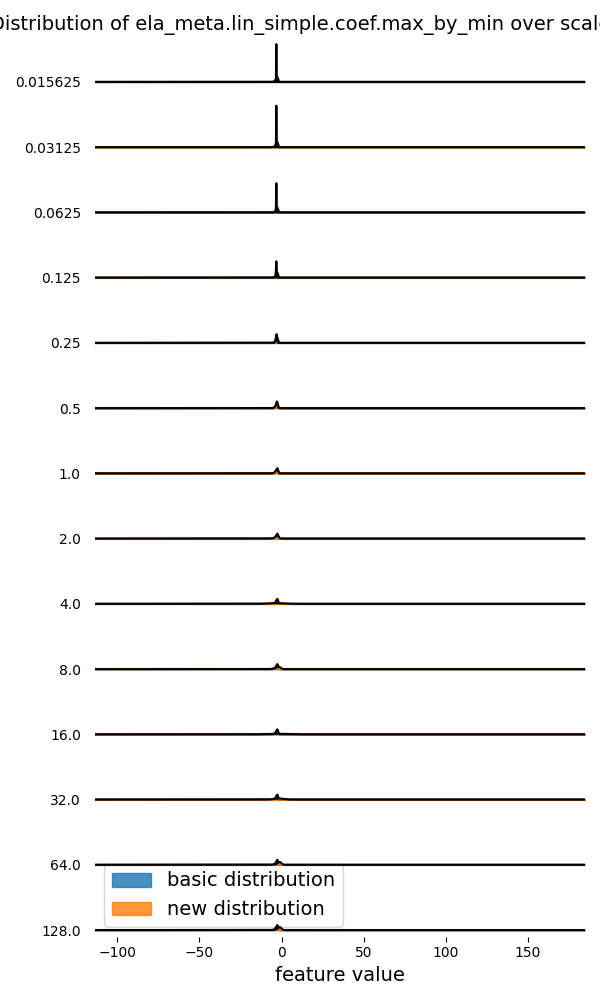 Distribution of ela_meta.lin_simple.coef.max_by_min over scale
0.015625
0.03125
0.0625
0.125
0.25
0.5
1.0
2.0
4.0
8.0
16.0
32.0
64.0
basic distribution
new distribution
128.0
−100 −50 0 50 100 150
feature value